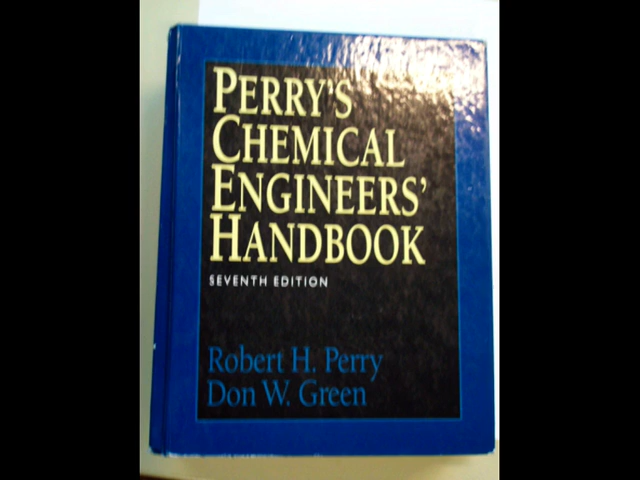 PERRY'S
CHEMICAL
ENGINEERS'
HANDBOOK
SEVENTH EDITION
Robert H. Perry
Don W. Green